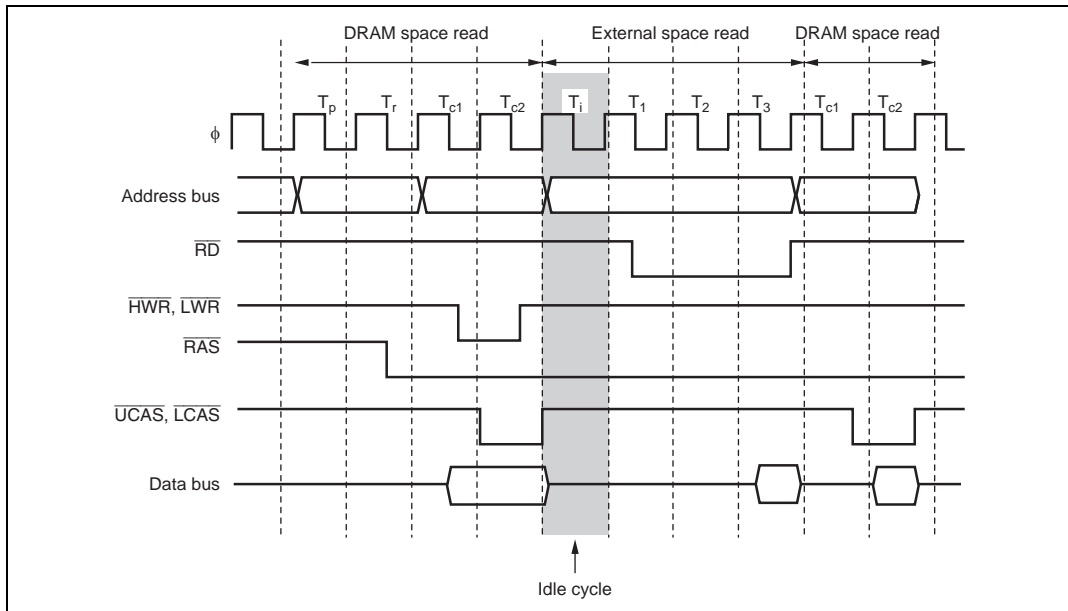 DRAM space read External space read DRAM space read
Tp Tr Tc1 Tc2 Ti T1 T2 T3 Tc1 Tc2
ϕ
Address bus
RD
HWR, LWR
RAS
UCAS, LCAS
Data bus
Idle cycle